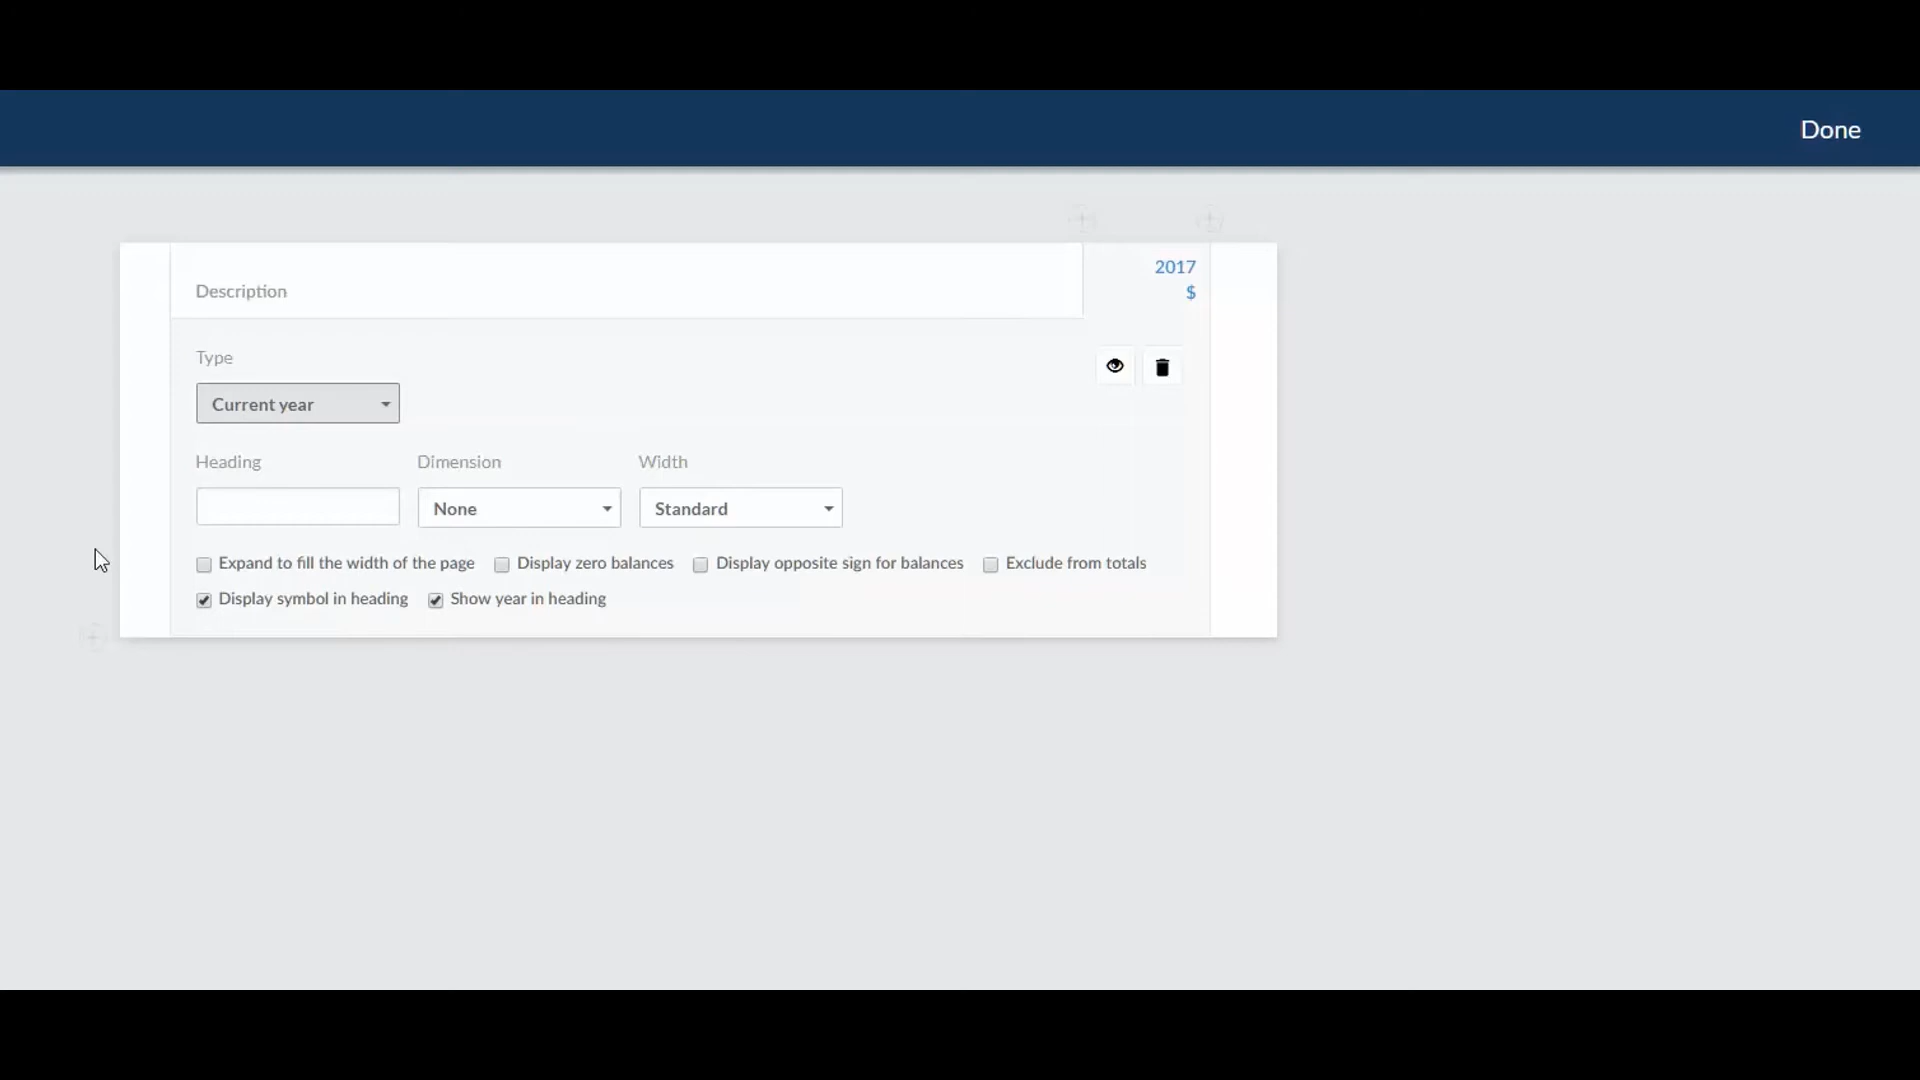 Done
2017
Description
$
Type
Current year
Heading Dimension Width
None Standard
Expand to fill the width of the page Display zero balances Display opposite sign for balances Exclude from totals
Display symbol in heading Show year in heading